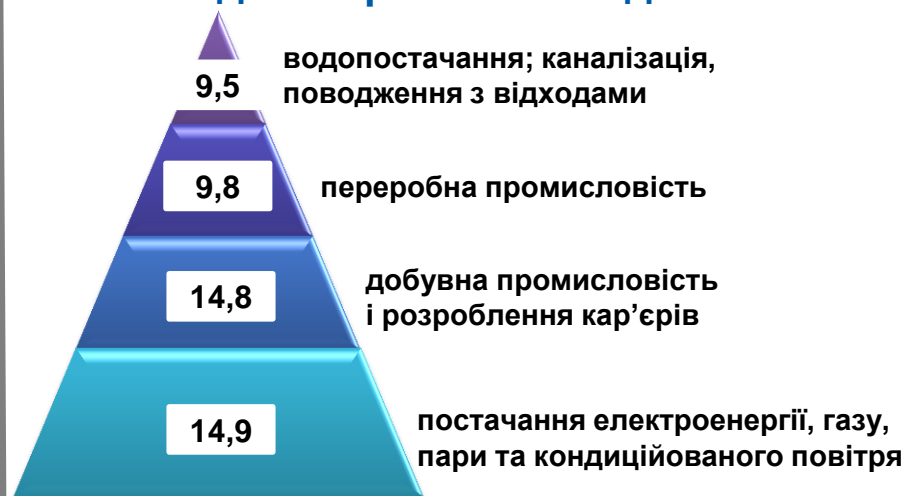 9,5
водопостачання; каналізація,
поводження з відходами
9,8
переробна промисловість
14,8
добувна промисловість
і розроблення кар’єрів
14,9
постачання електроенергії, газу,
пари та кондиційованого повітря